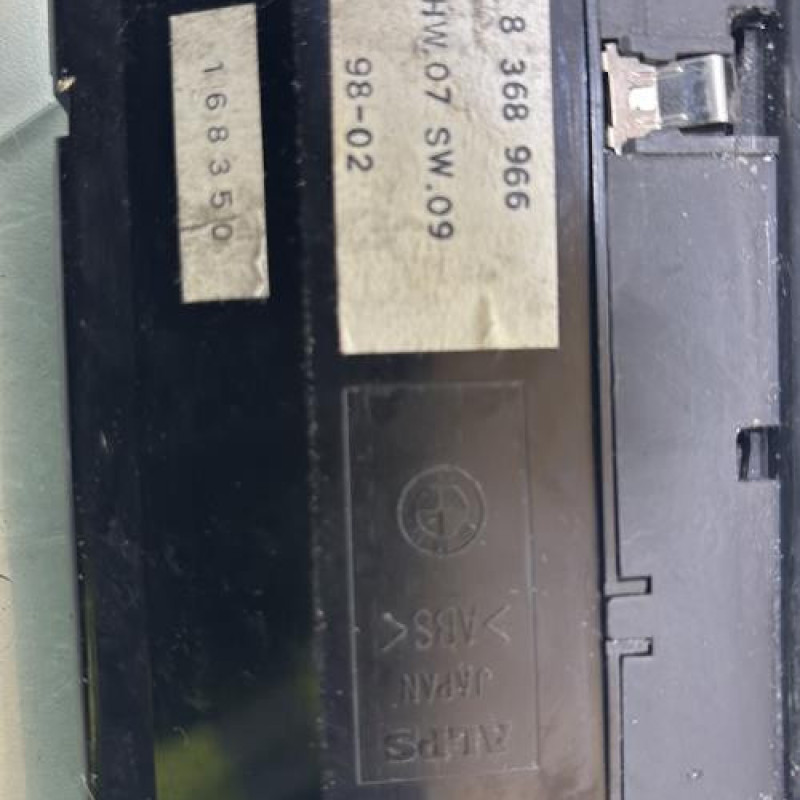 8 368 966
HW.07 SW.09
98-02
168350
>ABS<
JAPAN
ALPS